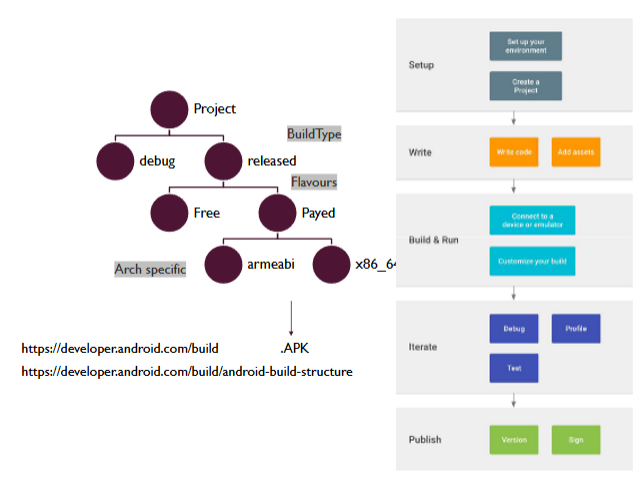 Project
BuildType
debug
released
Flavours
Free
Payed
Arch specific
armeabi
x86_64
.APK
https://developer.android.com/build
https://developer.android.com/build/android-build-structure
Setup
Set up your
environment
Create a
Project
Write
Write code
Add assets
Build & Run
Connect to a
device or emulator
Customize your build
Iterate
Debug
Profile
Test
Publish
Version
Sign